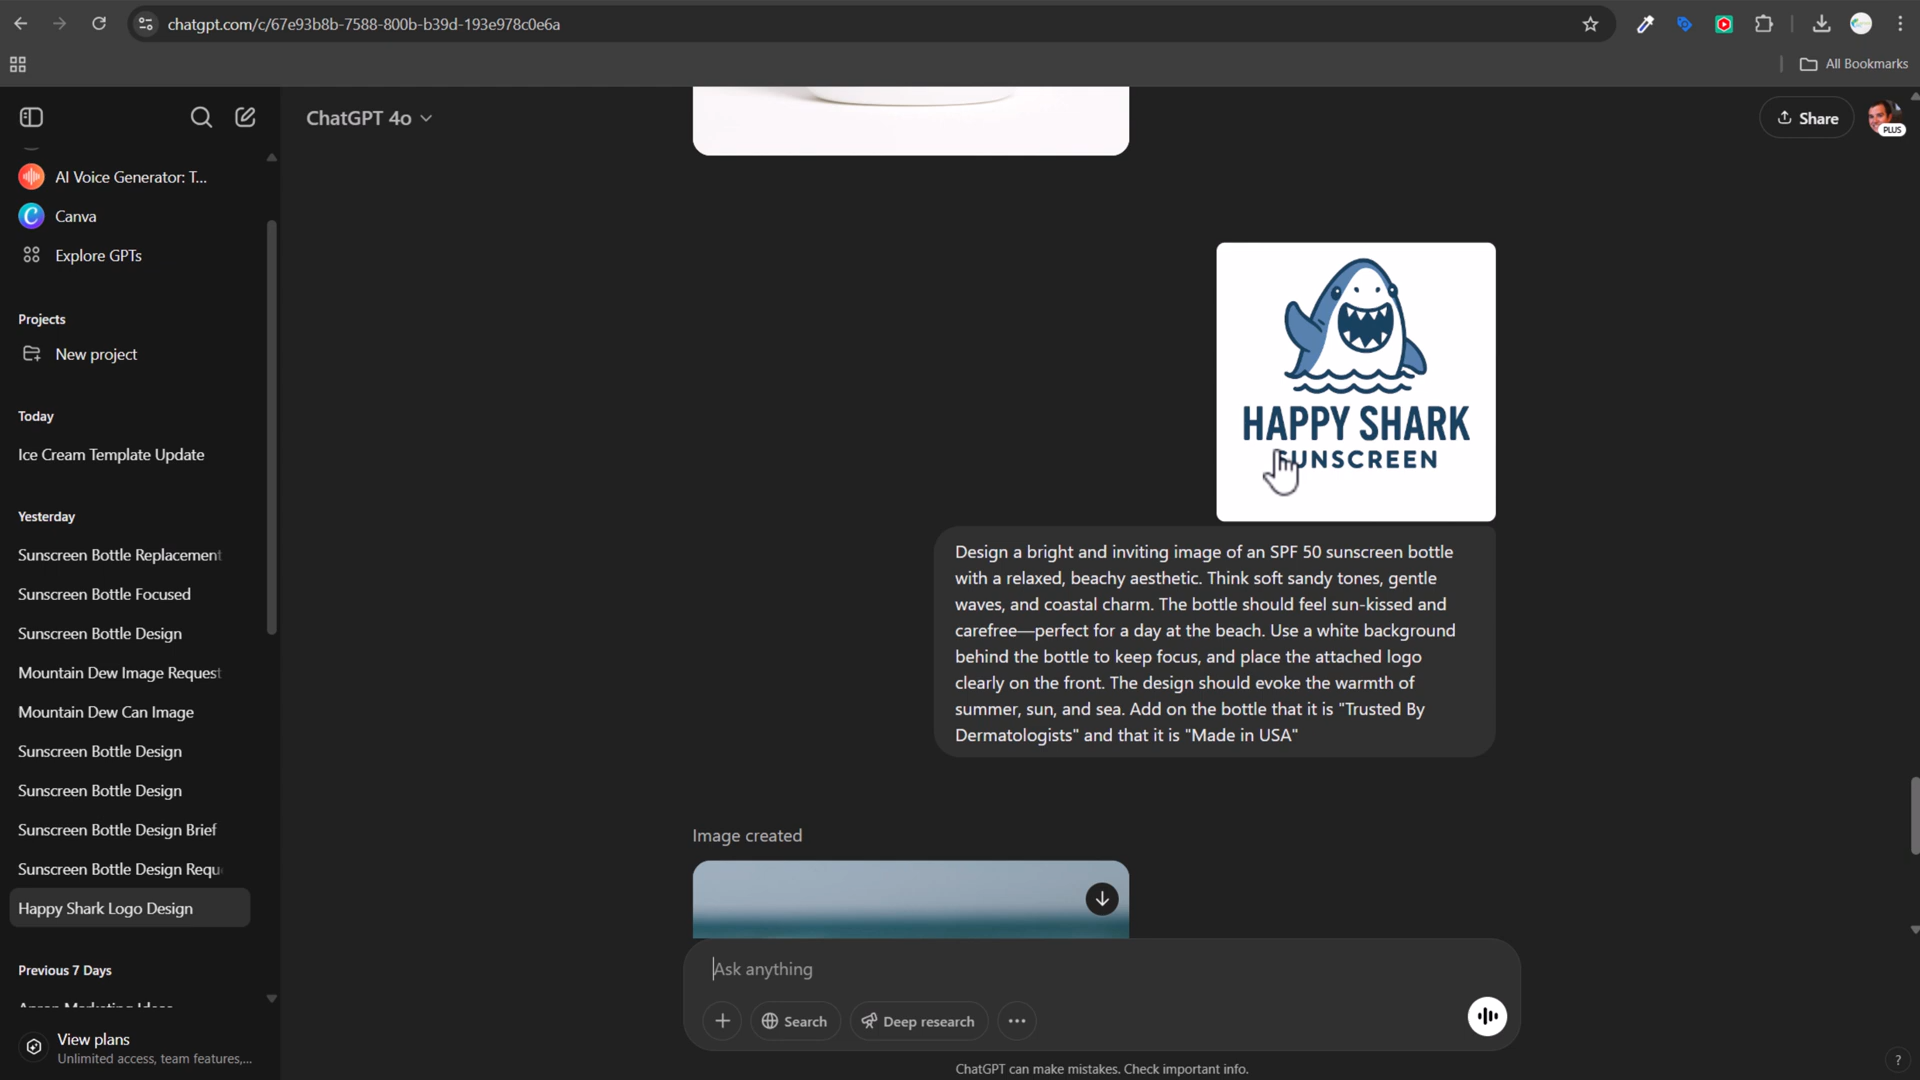 chatgpt.com/c/67e93b8b-7588-800b-b39d-193e978c0e6a
All Bookmarks
ChatGPT 4o
Share
PLUS
AI Voice Generator: T...
Canva
Explore GPTs
Projects
New project
Today
Ice Cream Template Update
Yesterday
Sunscreen Bottle Replacement
Sunscreen Bottle Focused
Sunscreen Bottle Design
Mountain Dew Image Request
Mountain Dew Can Image
Sunscreen Bottle Design
Sunscreen Bottle Design
Sunscreen Bottle Design Brief
Sunscreen Bottle Design Requ
Happy Shark Logo Design
Previous 7 Days
View plans
Unlimited access, team features,...
HAPPY SHARK
SUNSCREEN
Design a bright and inviting image of an SPF 50 sunscreen bottle
with a relaxed, beachy aesthetic. Think soft sandy tones, gentle
waves, and coastal charm. The bottle should feel sun-kissed and
carefree—perfect for a day at the beach. Use a white background
behind the bottle to keep focus, and place the attached logo
clearly on the front. The design should evoke the warmth of
summer, sun, and sea. Add on the bottle that it is "Trusted By
Dermatologists" and that it is "Made in USA"
Image created
Ask anything
Search
Deep research
ChatGPT can make mistakes. Check important info.
?